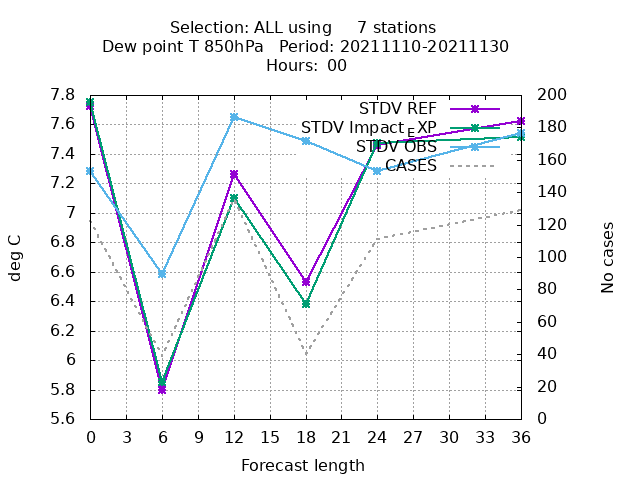 Selection: ALL using 7 stations
Dew point T 850hPa Period: 20211110-20211130
Hours: 00
STDV REF
STDV Impact_EXP
STDV OBS
CASES
deg C
7.8
7.6
7.4
7.2
7
6.8
6.6
6.4
6.2
6
5.8
5.6
No cases
200
180
160
140
120
100
80
60
40
20
0
0 3 6 9 12 15 18 21 24 27 30 33 36
Forecast length